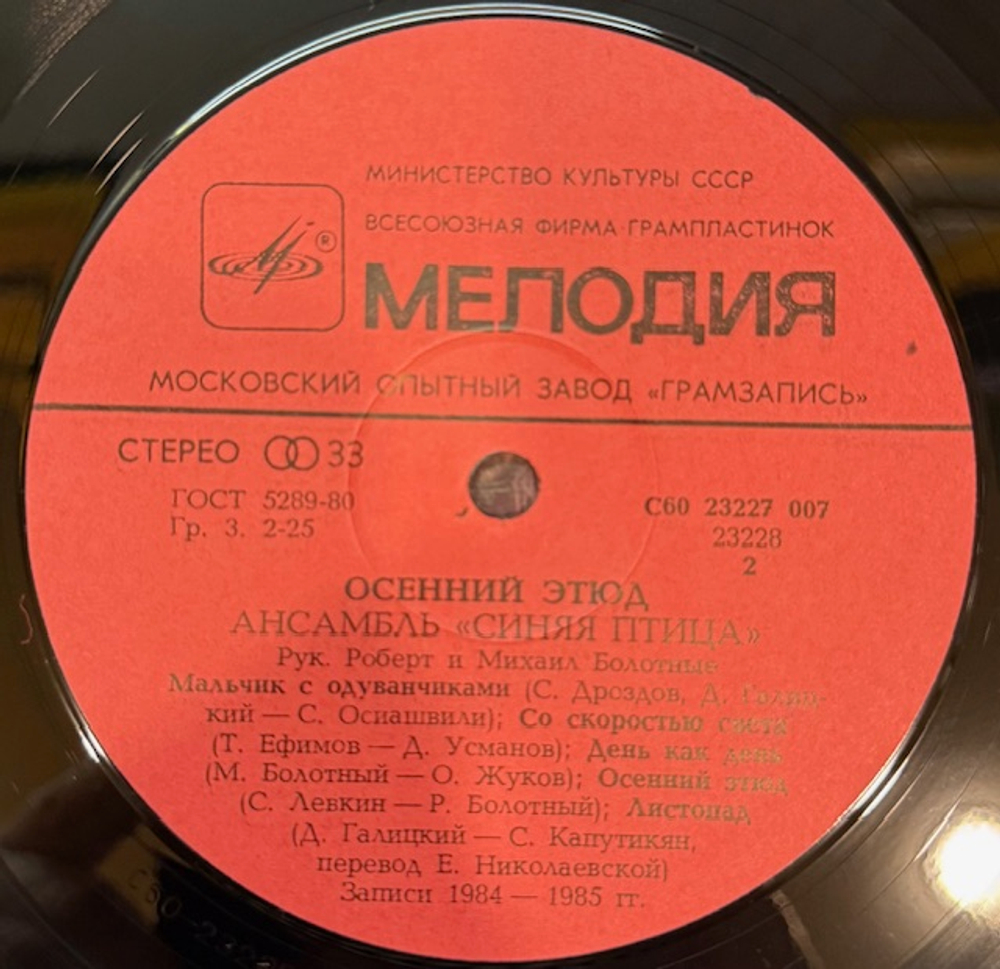 МИНИСТЕРСТВО КУЛЬТУРЫ СССР
ВСЕСОЮЗНАЯ ФИРМА ГРАМПЛАСТИНОК
®
МЕЛОДИЯ
МОСКОВСКИЙ ОПЫТНЫЙ ЗАВОД «ГРАМЗАПИСЬ»
СТЕРЕО 33
ГОСТ 5289-80
Гр. 3. 2-25
С60 23227 007
23228
2
ОСЕННИЙ ЭТЮД
АНСАМБЛЬ «СИНЯЯ ПТИЦА»
Рук. Роберт и Михаил Болотные
Мальчик с одуванчиками (С. Дроздов, Д. Галиц-
кий — С. Осиашвили); Со скоростью света
(Т. Ефимов — Д. Усманов); День как день
(М. Болотный — О. Жуков); Осенний этюд
(С. Левкин — Р. Болотный); Листопад
(Д. Галицкий — С. Капутикян,
перевод Е. Николаевской)
Записи 1984 — 1985 гг.